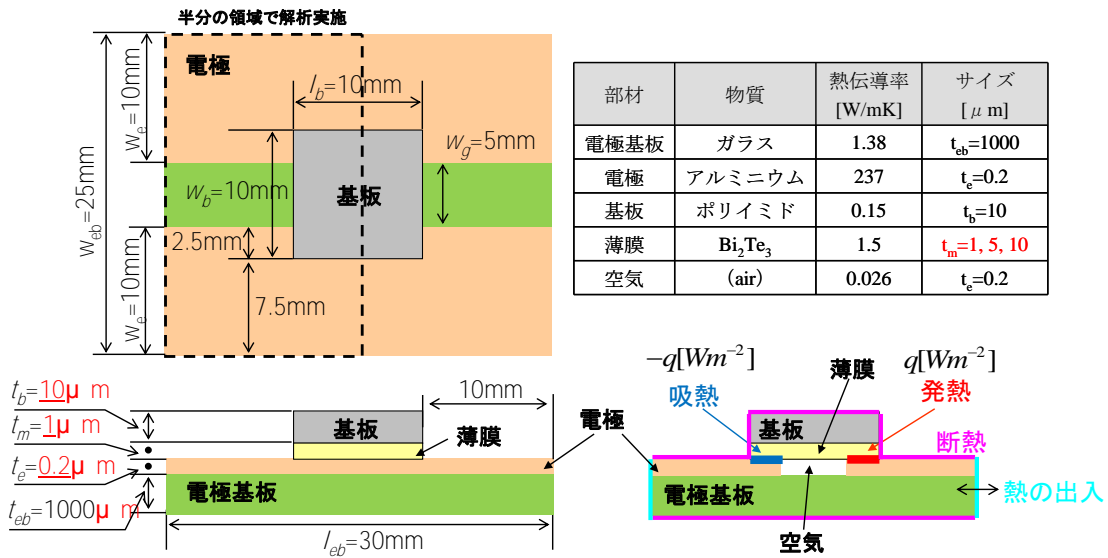 半分の領域で解析実施
電極
l_b=10mm
w_e=10mm
w_g=5mm
W_eb=25mm
w_b=10mm
基板
2.5mm
w_e=10mm
7.5mm
部材 物質 熱伝導率 [W/mK] サイズ [μm]
電極基板 ガラス 1.38 t_eb=1000
電極 アルミニウム 237 t_e=0.2
基板 ポリイミド 0.15 t_b=10
薄膜 Bi₂Te₃ 1.5 t_m=1, 5, 10
空気 (air) 0.026 t_e=0.2
t_b=10μ m
t_m=1μ m
t_e=0.2μ m
t_eb=1000μ m
10mm
基板
薄膜
電極
電極基板
l_eb=30mm
−q[Wm⁻²]
薄膜
q[Wm⁻²]
吸熱
発熱
基板
断熱
電極基板
熱の出入
空気